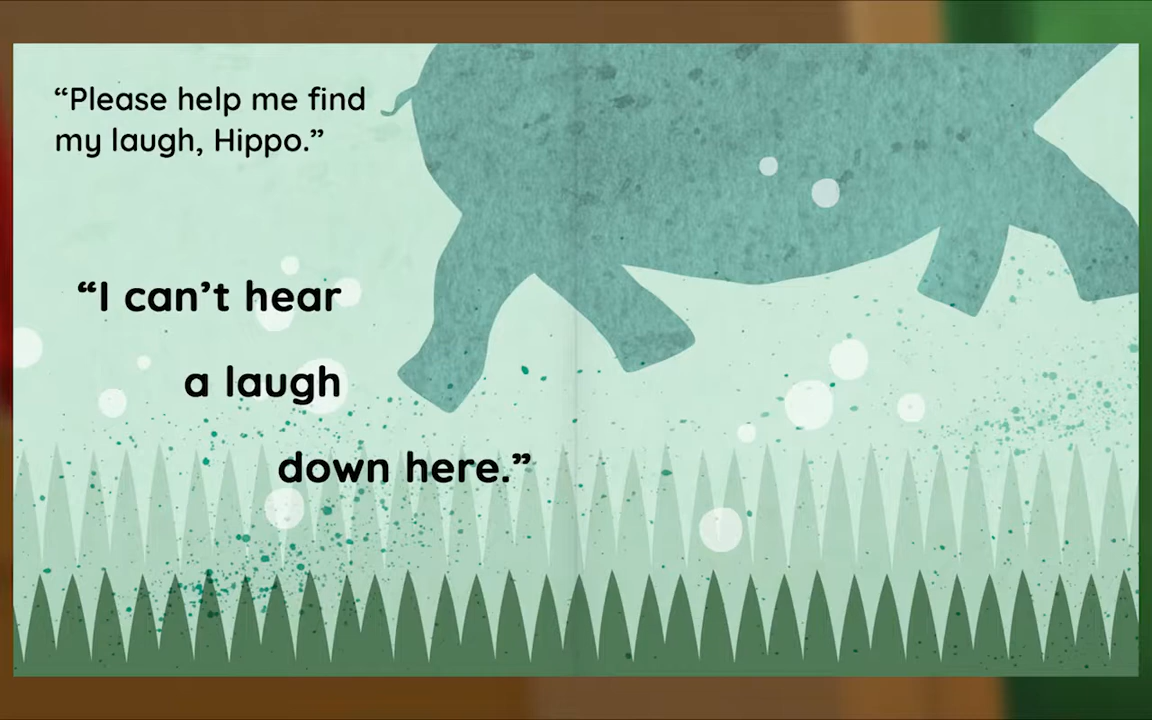 “Please help me find
my laugh, Hippo.”
“I can’t hear
a laugh
down here.”